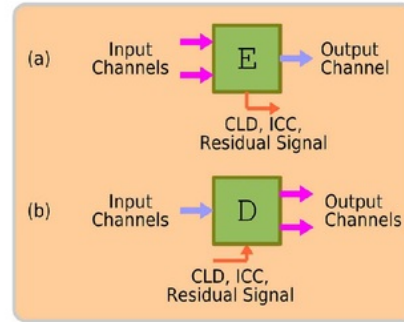 (a)
Input
Channels
E
Output
Channel
CLD, ICC,
Residual Signal
(b)
Input
Channels
D
Output
Channels
CLD, ICC,
Residual Signal